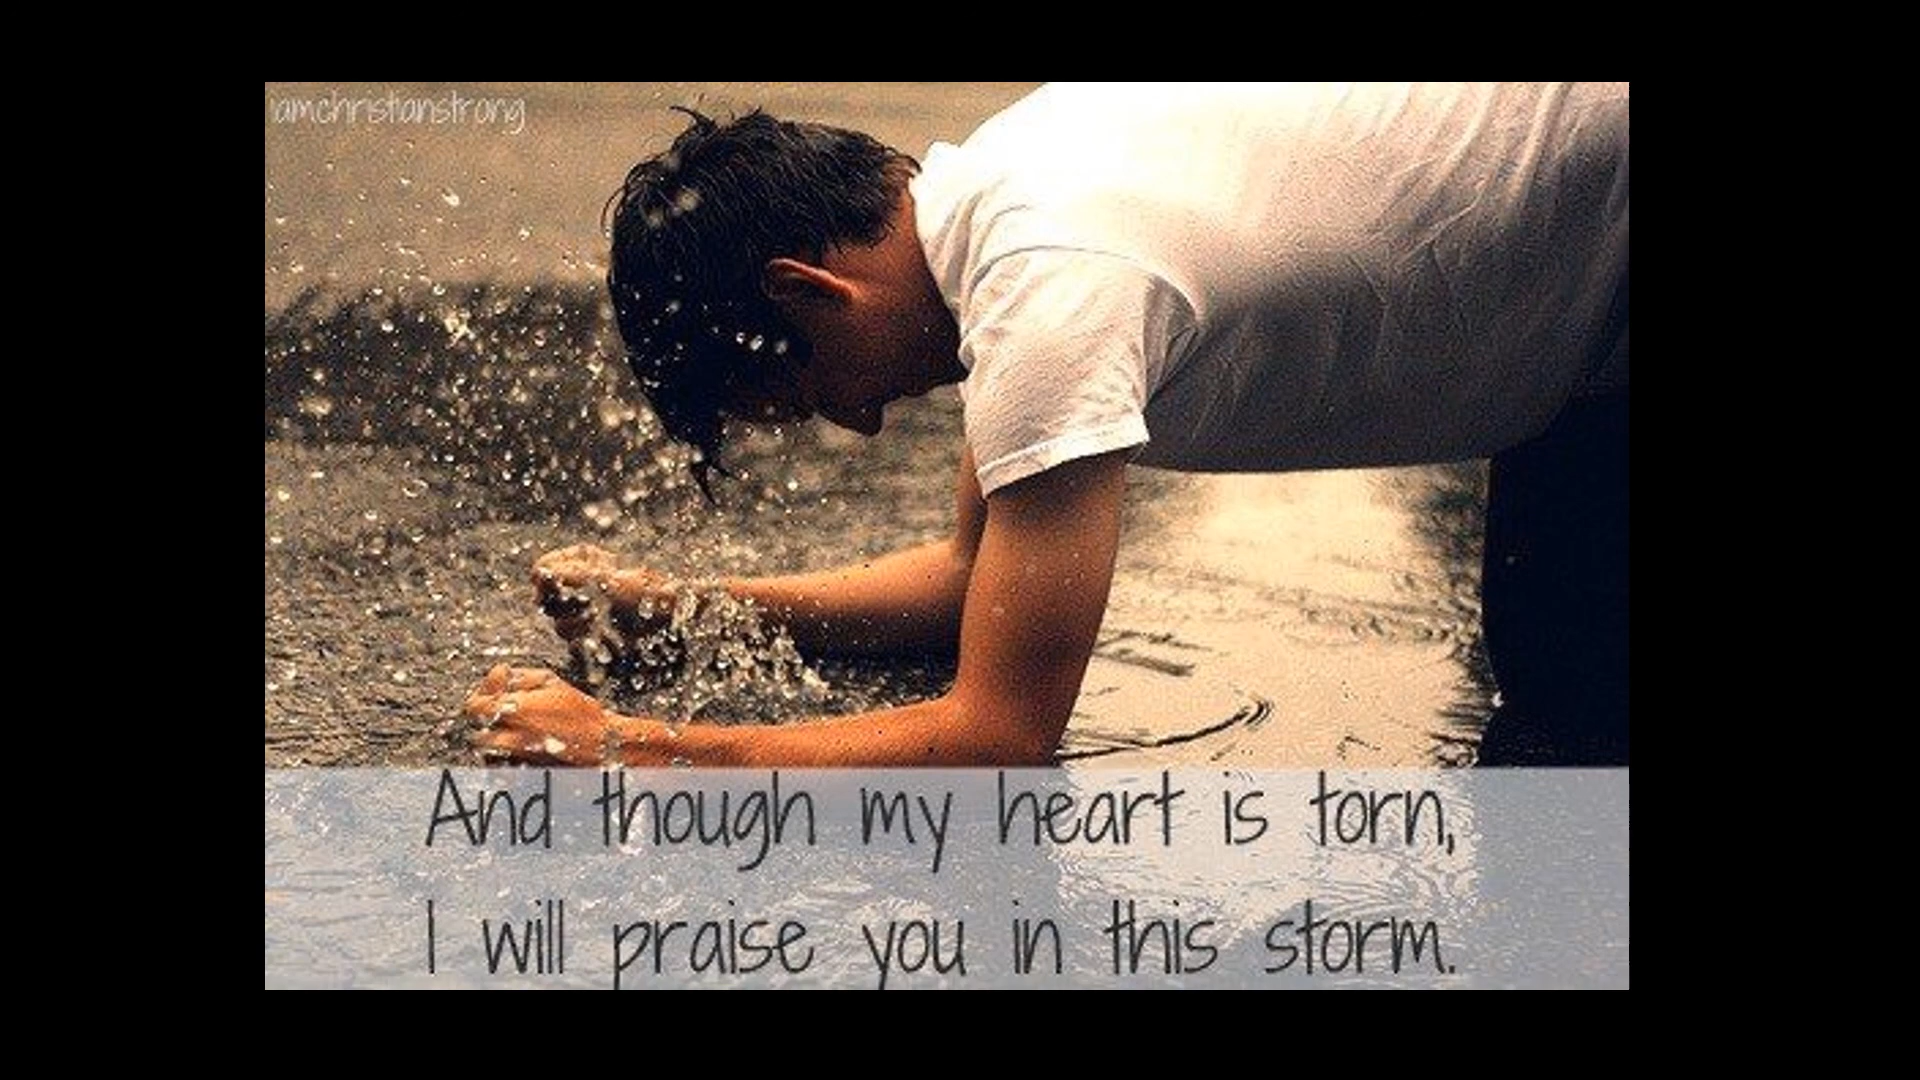 iamchristianstrong
And though my heart is torn,
I will praise you in this storm.